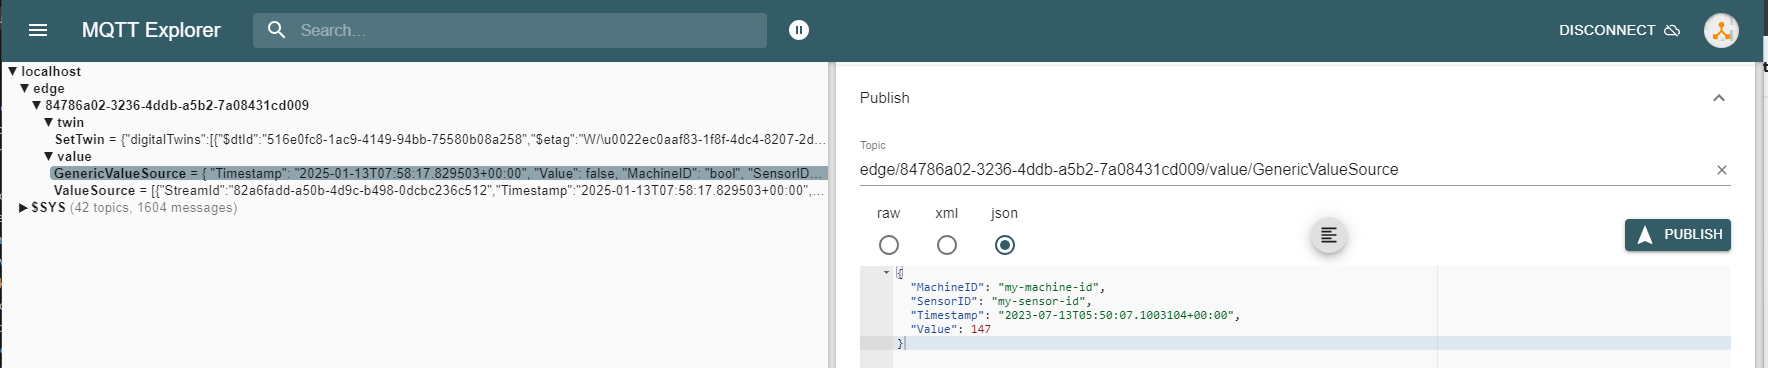 MQTT Explorer
Search...
DISCONNECT
▼ localhost
▼ edge
▼ 84786a02-3236-4ddb-a5b2-7a08431cd009
▼ twin
SetTwin = {"digitalTwins":[{"$dtId":"516e0fc8-1ac9-4149-94bb-75580b08a258","$etag":"W/\u0022ec0aaf83-1f8f-4dc4-8207-2d...
▼ value
GenericValueSource = { "Timestamp": "2025-01-13T07:58:17.829503+00:00", "Value": false, "MachineID": "bool", "SensorID...
ValueSource = [{"StreamId":"82a6fadd-a50b-4d9c-b498-0dcbc236c512","Timestamp":"2025-01-13T07:58:17.829503+00:00",...
▶ $SYS (42 topics, 1604 messages)
Publish
Topic
edge/84786a02-3236-4ddb-a5b2-7a08431cd009/value/GenericValueSource
raw xml json
PUBLISH
{
"MachineID": "my-machine-id",
"SensorID": "my-sensor-id",
"Timestamp": "2023-07-13T05:50:07.1003104+00:00",
"Value": 147
}